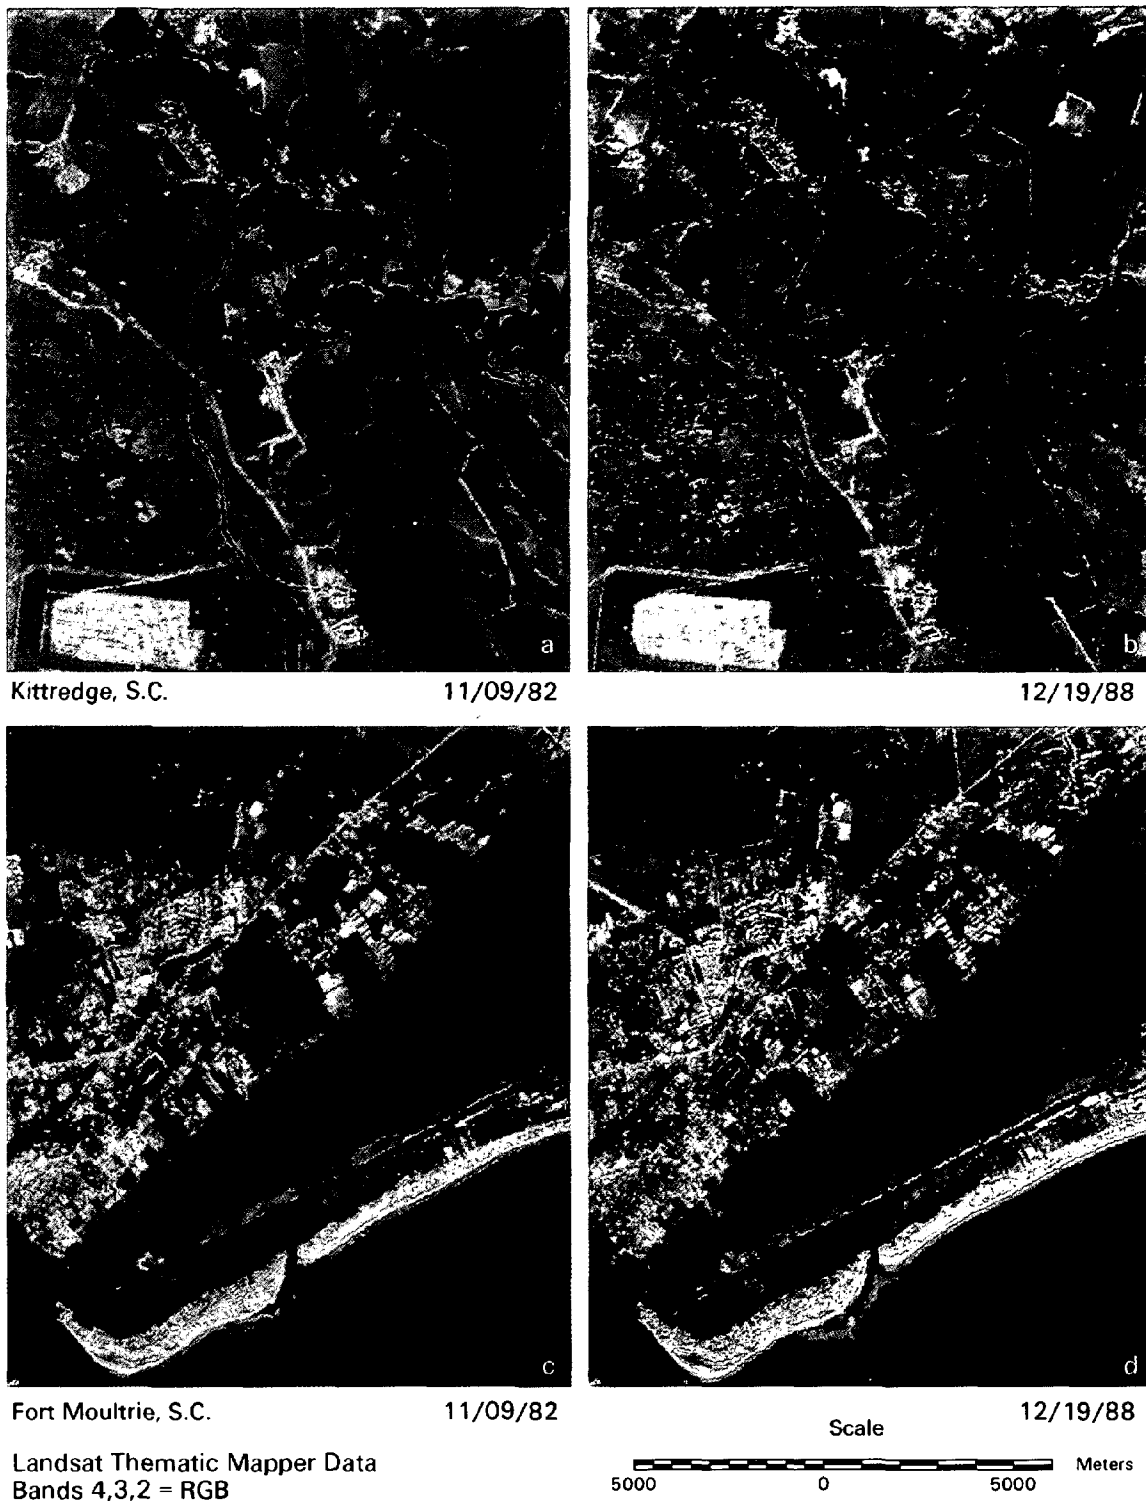 a
b
Kittredge, S.C.
11/09/82
12/19/88
c
d
Fort Moultrie, S.C.
11/09/82
12/19/88
Landsat Thematic Mapper Data
Bands 4,3,2 = RGB
Scale
Meters
5000
0
5000